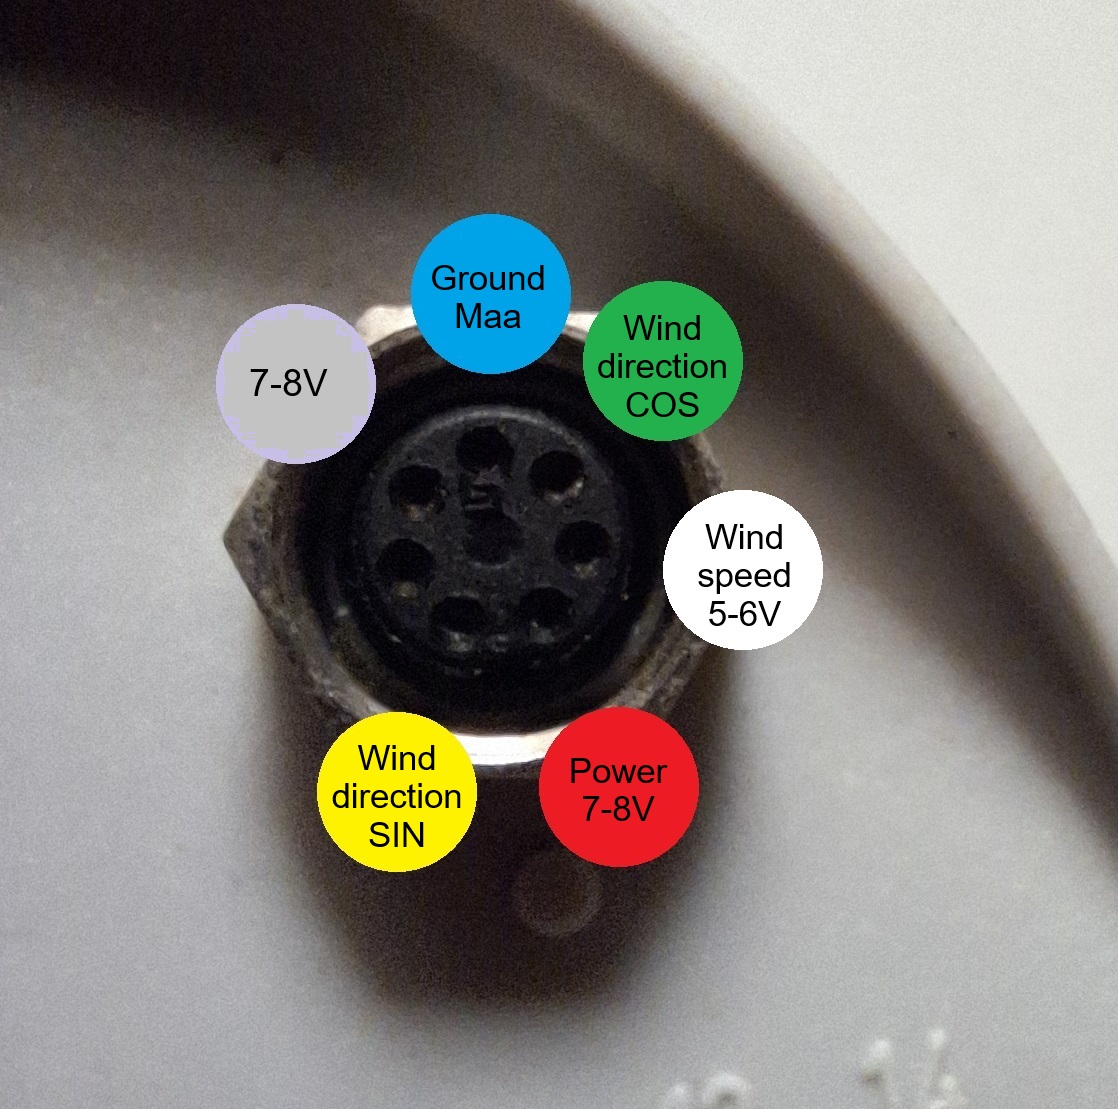 Ground
Maa
Wind
direction
COS
7-8V
Wind
speed
5-6V
Wind
direction
SIN
Power
7-8V